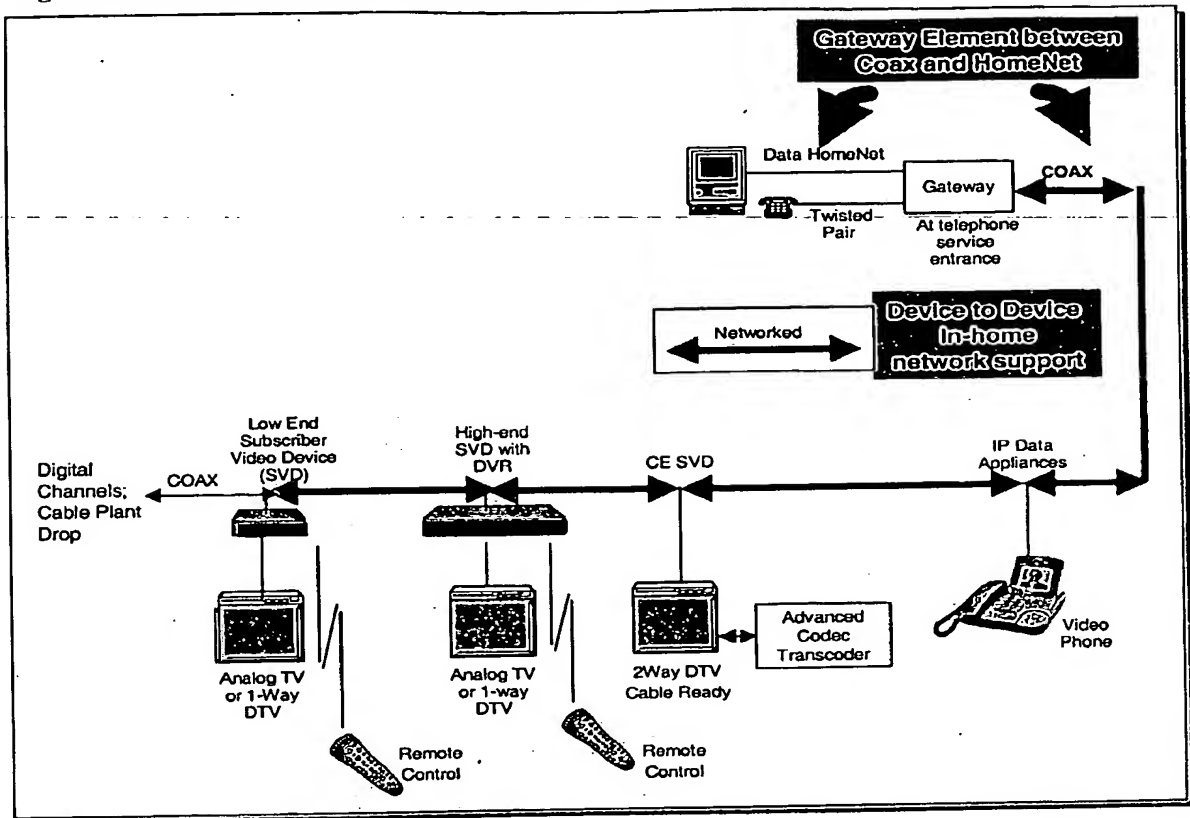 Gateway Element between
Coax and HomeNet
Data HomeNet
Gateway
COAX
Twisted
Pair
At telephone
service
entrance
Networked
Device to Device
In-home
network support
Digital
Channels;
Cable Plant
Drop
COAX
Low End
Subscriber
Video Device
(SVD)
High-end
SVD with
DVR
CE SVD
IP Data
Appliances
Analog TV
or 1-Way
DTV
Analog TV
or 1-way
DTV
2Way DTV
Cable Ready
Advanced
Codec
Transcoder
Video
Phone
Remote
Control
Remote
Control